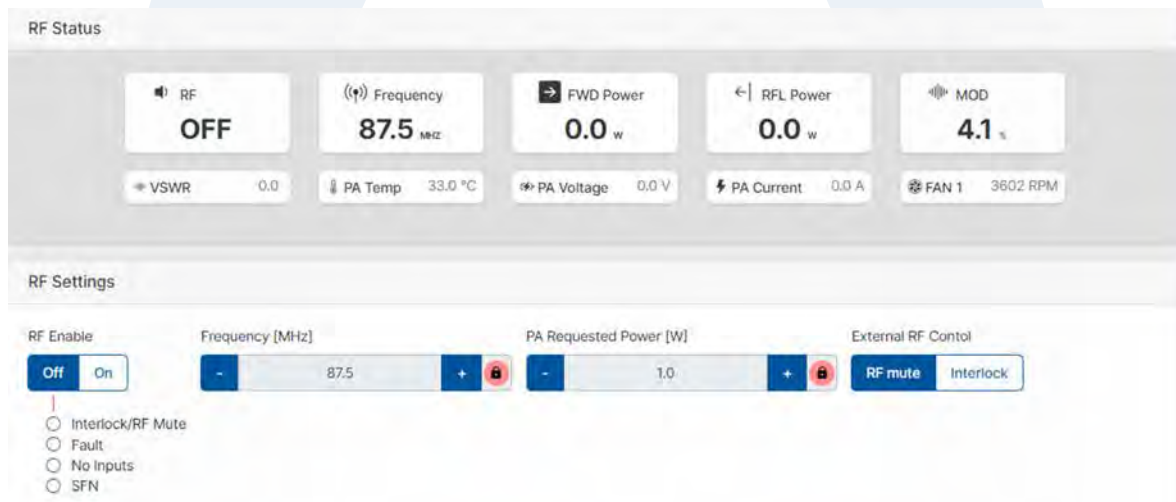 RF Status
RF
OFF
Frequency
87.5 MHZ
FWD Power
0.0 W
RFL Power
0.0 W
MOD
4.1 %
VSWR 0.0
PA Temp 33.0 °C
PA Voltage 0.0 V
PA Current 0.0 A
FAN 1 3602 RPM
RF Settings
RF Enable
Off On
Interlock/RF Mute
Fault
No Inputs
SFN
Frequency [MHz]
- 87.5 +
PA Requested Power [W]
- 1.0 +
External RF Contol
RF mute Interlock